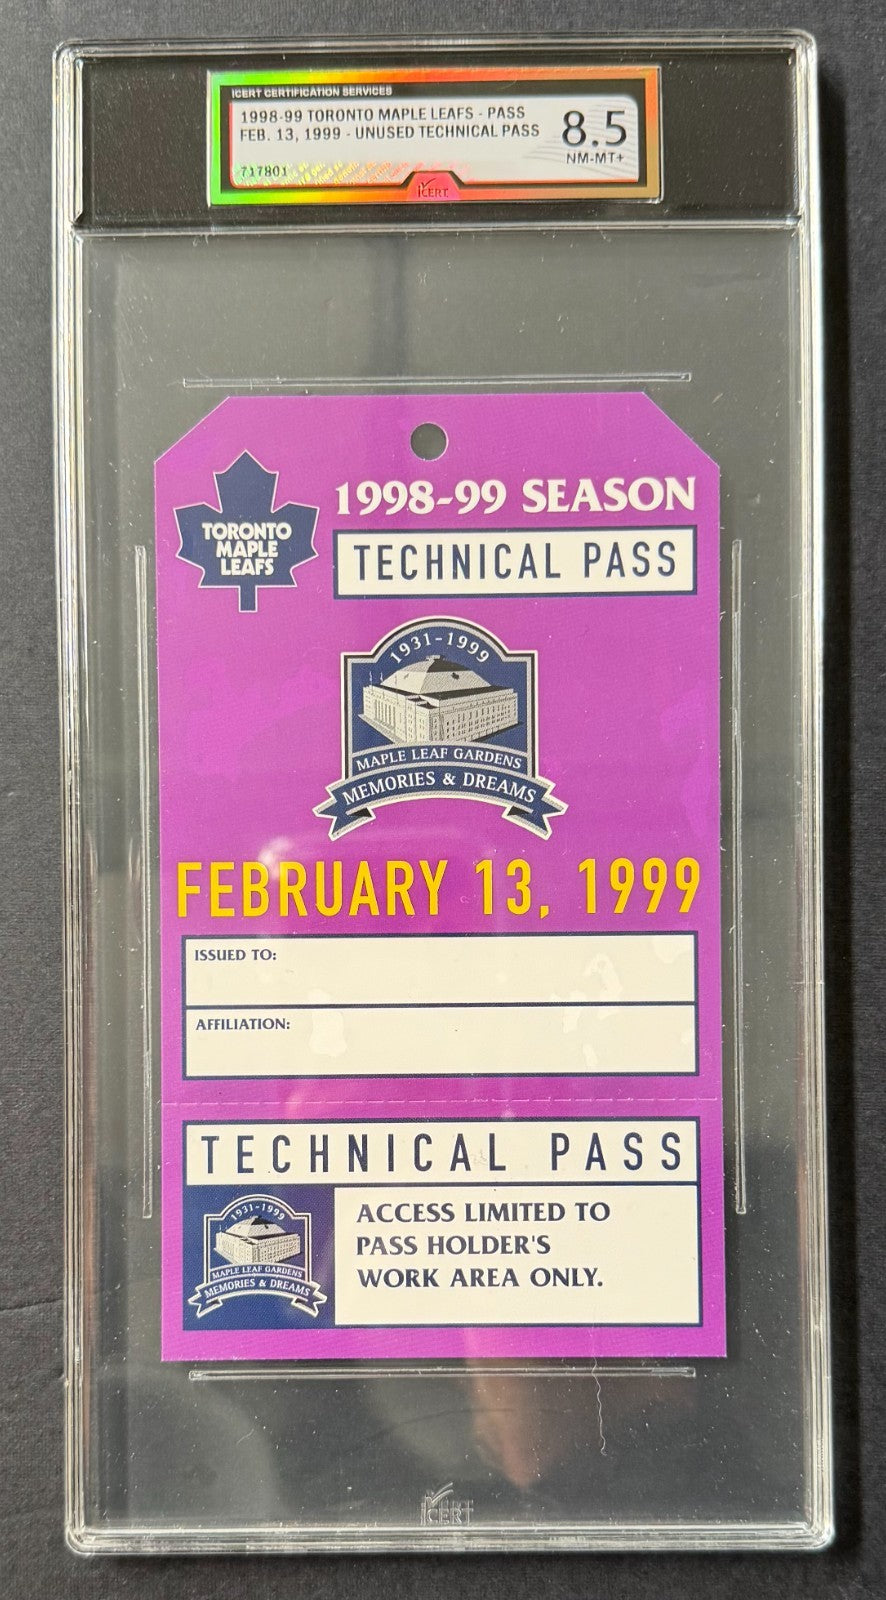 ICERT CERTIFICATION SERVICES
1998-99 TORONTO MAPLE LEAFS - PASS
FEB. 13, 1999 - UNUSED TECHNICAL PASS
8.5
NM-MT+
717801
ICERT
TORONTO
MAPLE
LEAFS
1998-99 SEASON
TECHNICAL PASS
1931-1999
MAPLE LEAF GARDENS
MEMORIES & DREAMS
FEBRUARY 13, 1999
ISSUED TO:
AFFILIATION:
TECHNICAL PASS
1931-1999
MAPLE LEAF GARDENS
MEMORIES & DREAMS
ACCESS LIMITED TO
PASS HOLDER'S
WORK AREA ONLY.
ICERT